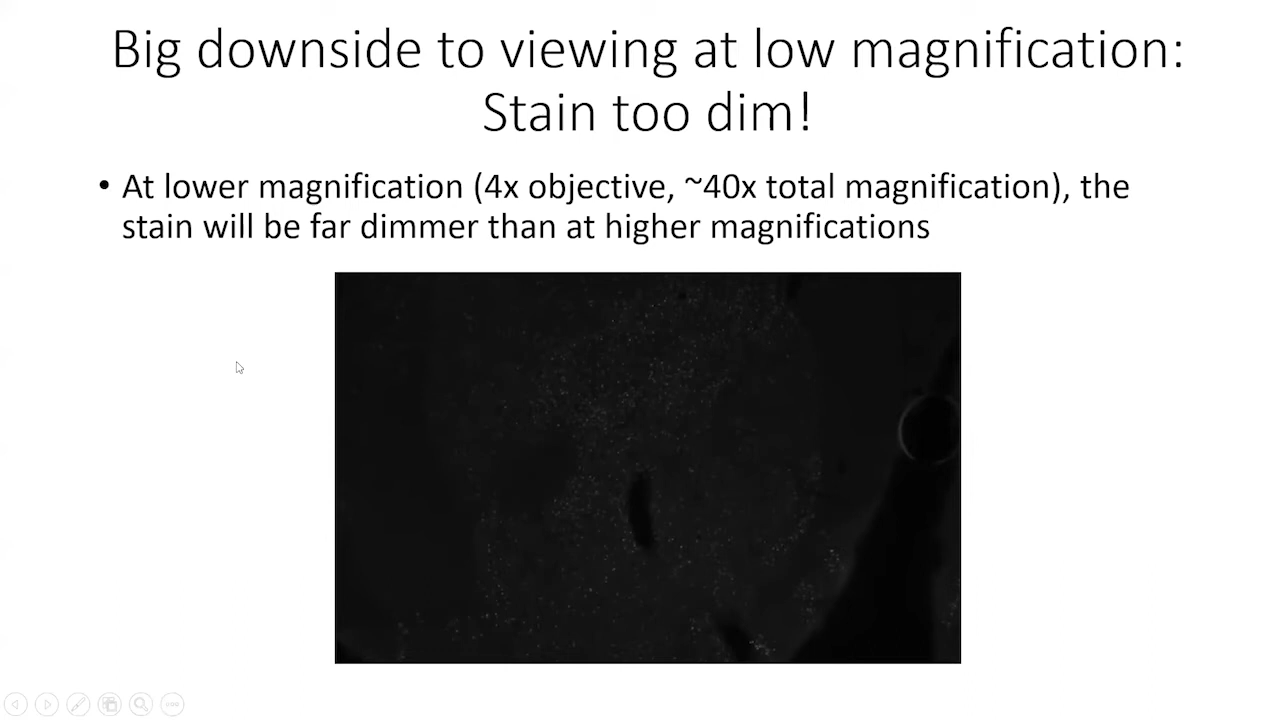 Big downside to viewing at low magnification:
Stain too dim!
• At lower magnification (4x objective, ~40x total magnification), the
stain will be far dimmer than at higher magnifications